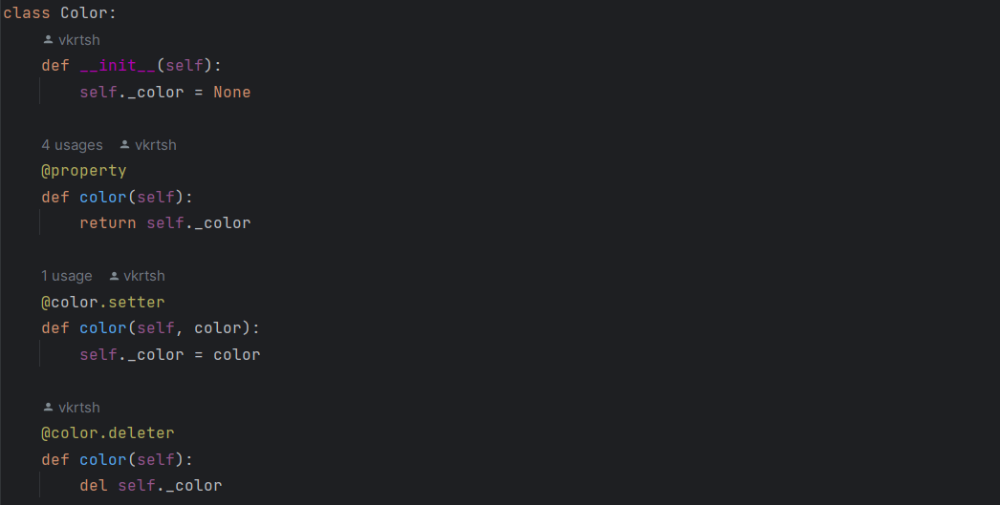 class Color:
vkrtsh
    def __init__(self):
        self._color = None
4 usages vkrtsh
    @property
    def color(self):
        return self._color
1 usage vkrtsh
    @color.setter
    def color(self, color):
        self._color = color
vkrtsh
    @color.deleter
    def color(self):
        del self._color